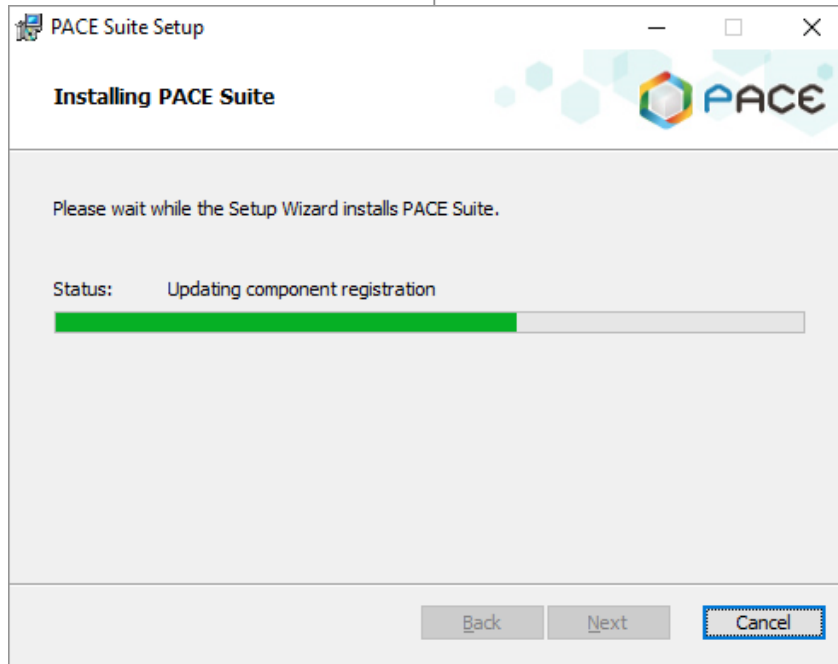 PACE Suite Setup
Installing PACE Suite
PACE
Please wait while the Setup Wizard installs PACE Suite.
Status: Updating component registration
Back Next Cancel